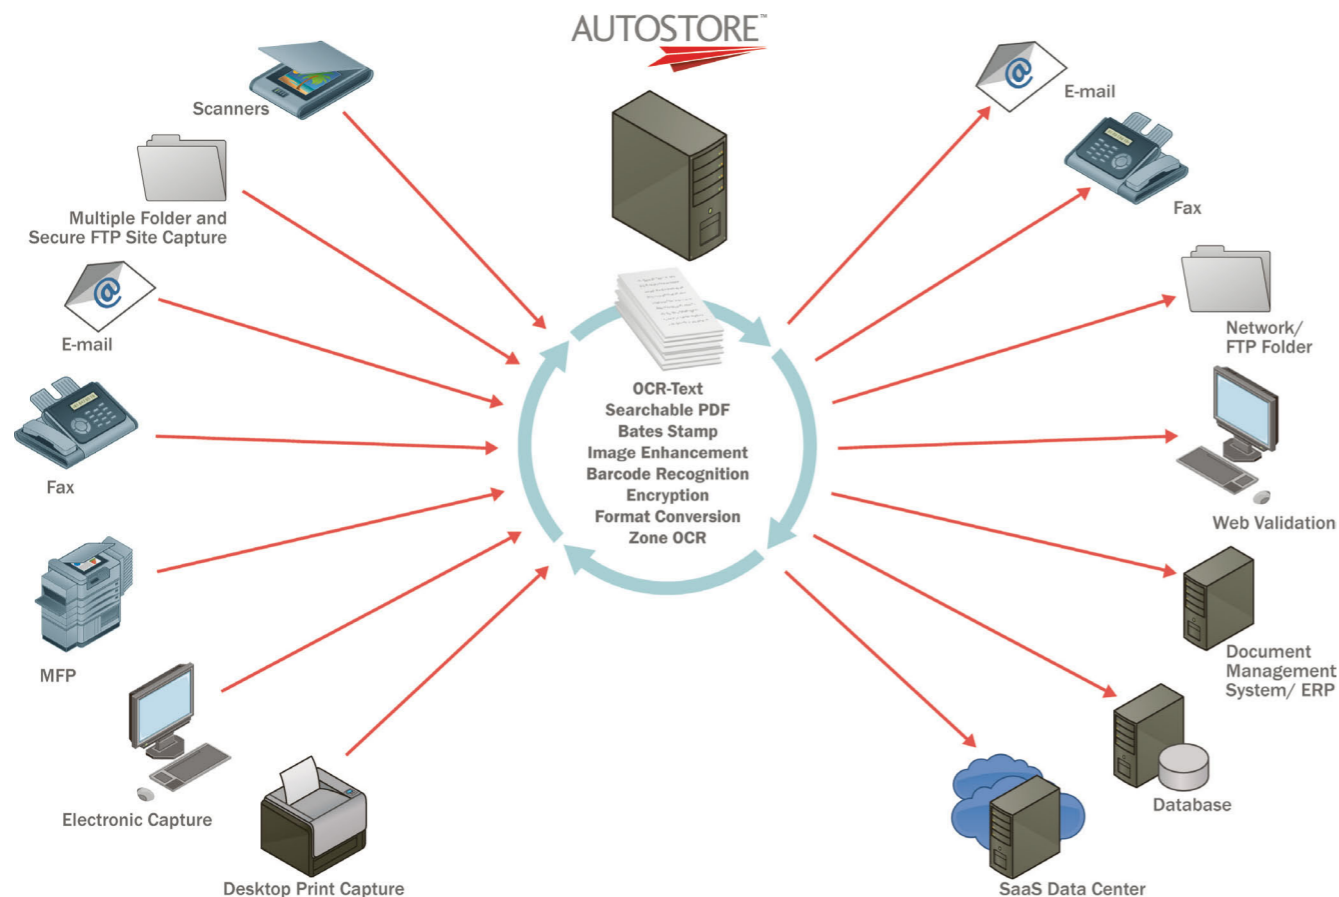 AUTOSTORE™
Scanners
Multiple Folder and
Secure FTP Site Capture
E-mail
Fax
MFP
Electronic Capture
Desktop Print Capture
OCR-Text
Searchable PDF
Bates Stamp
Image Enhancement
Barcode Recognition
Encryption
Format Conversion
Zone OCR
E-mail
Fax
Network/
FTP Folder
Web Validation
Document
Management
System/ ERP
Database
SaaS Data Center